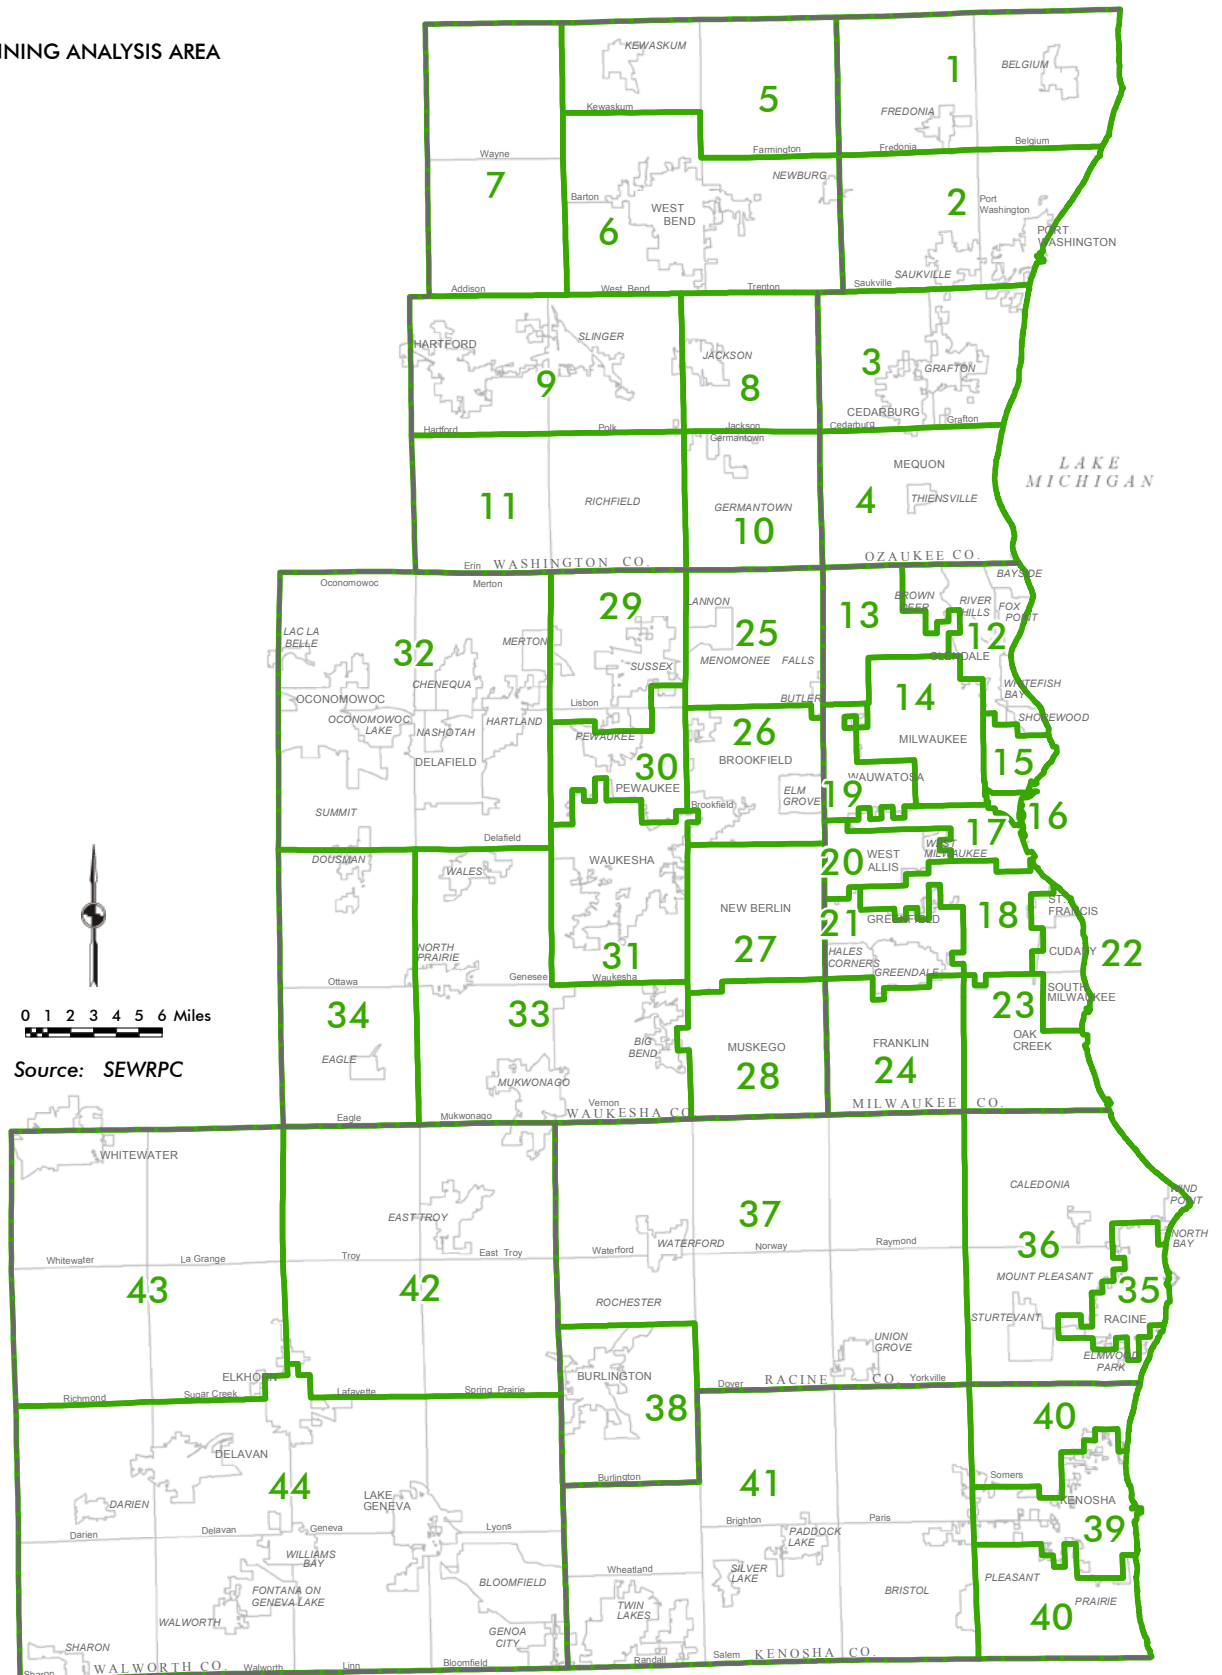 NNING ANALYSIS AREA
KEWASKUM
1
BELGIUM
5
Kewaskum
FREDONIA
Wayne
Farmington
Fredonia
Belgium
7
NEWBURG
Barton
2
Port
Washington
WEST
BEND
6
PORT
WASHINGTON
SAUKVILLE
Addison
West Bend
Trenton
Saukville
HARTFORD
SLINGER
JACKSON
3
GRAFTON
9
8
CEDARBURG
Hartford
Polk
Jackson
Cedarburg
Grafton
Germantown
LAKE
MICHIGAN
MEQUON
11
RICHFIELD
GERMANTOWN
4
THIENSVILLE
10
Erin
WASHINGTON CO.
OZAUKEE CO.
Oconomowoc
Merton
BAYSIDE
29
LANNON
BROWN
DEER
RIVER
HILLS
FOX
POINT
13
25
12
LAC LA
BELLE
32
MERTON
SUSSEX
MENOMONEE FALLS
GLENDALE
CHENEQUA
OCONOMOWOC
Lisbon
BUTLER
14
WHITEFISH
BAY
OCONOMOWOC
LAKE
NASHOTAH
HARTLAND
PEWAUKEE
26
SHOREWOOD
DELAFIELD
30
BROOKFIELD
MILWAUKEE
15
PEWAUKEE
WAUWATOSA
SUMMIT
Brookfield
ELM
GROVE
19
16
Delafield
17
DOUSMAN
WALES
WAUKESHA
20
WEST
ALLIS
WEST
MILWAUKEE
NEW BERLIN
21
GREENFIELD
18
ST.
FRANCIS
NORTH
PRAIRIE
31
27
HALES
CORNERS
GREENDALE
CUDAHY
22
Ottawa
Genesee
Waukesha
SOUTH
MILWAUKEE
34
33
23
0 1 2 3 4 5 6 Miles
Source: SEWRPC
EAGLE
BIG
BEND
MUSKEGO
FRANKLIN
OAK
CREEK
MUKWONAGO
28
24
Vernon
Eagle
Mukwonago
WAUKESHA CO.
MILWAUKEE CO.
WHITEWATER
CALEDONIA
WIND
POINT
EAST TROY
37
WATERFORD
NORTH
BAY
Whitewater
La Grange
Troy
East Troy
Waterford
Norway
Raymond
36
43
42
MOUNT PLEASANT
35
ROCHESTER
STURTEVANT
RACINE
UNION
GROVE
ELMWOOD
PARK
ELKHORN
BURLINGTON
Richmond
Sugar Creek
Lafayette
Spring Prairie
Dover
RACINE CO.
Yorkville
38
40
DELAVAN
44
Burlington
41
Somers
LAKE
GENEVA
KENOSHA
DARIEN
Darien
Delavan
Geneva
Lyons
Brighton
Paris
39
PADDOCK
LAKE
WILLIAMS
BAY
Wheatland
SILVER
LAKE
PLEASANT
FONTANA ON
GENEVA LAKE
BLOOMFIELD
BRISTOL
PRAIRIE
TWIN
LAKES
40
WALWORTH
GENOA
CITY
SHARON
Sharon
WALWORTH CO.
Walworth
Linn
Bloomfield
Randall
Salem
KENOSHA CO.